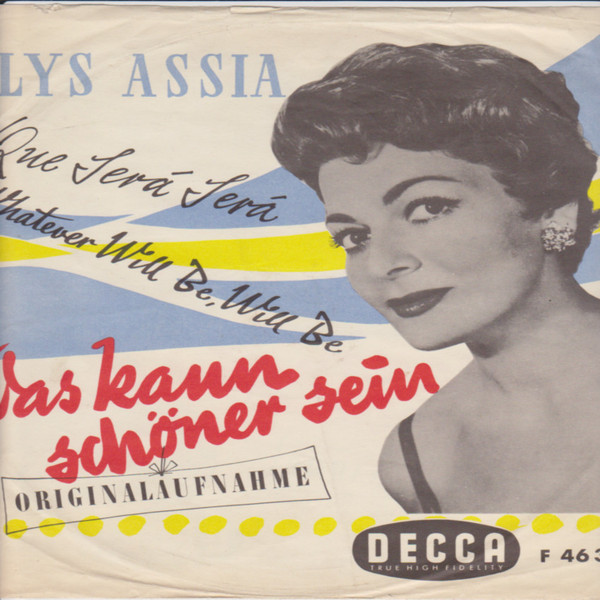 LYS ASSIA
Que Será Será
Whatever Will Be, Will Be
Was kann
schöner sein
ORIGINALAUFNAHME
DECCA
TRUE HIGH FIDELITY
F 463